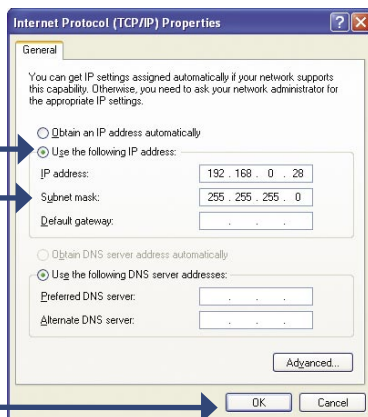 Internet Protocol (TCP/IP) Properties
General
You can get IP settings assigned automatically if your network supports
this capability. Otherwise, you need to ask your network administrator for
the appropriate IP settings.
Obtain an IP address automatically
Use the following IP address:
IP address: 192 . 168 . 0 . 28
Subnet mask: 255 . 255 . 255 . 0
Default gateway: . . .
Obtain DNS server address automatically
Use the following DNS server addresses:
Preferred DNS server: . . .
Alternate DNS server: . . .
Advanced...
OK Cancel